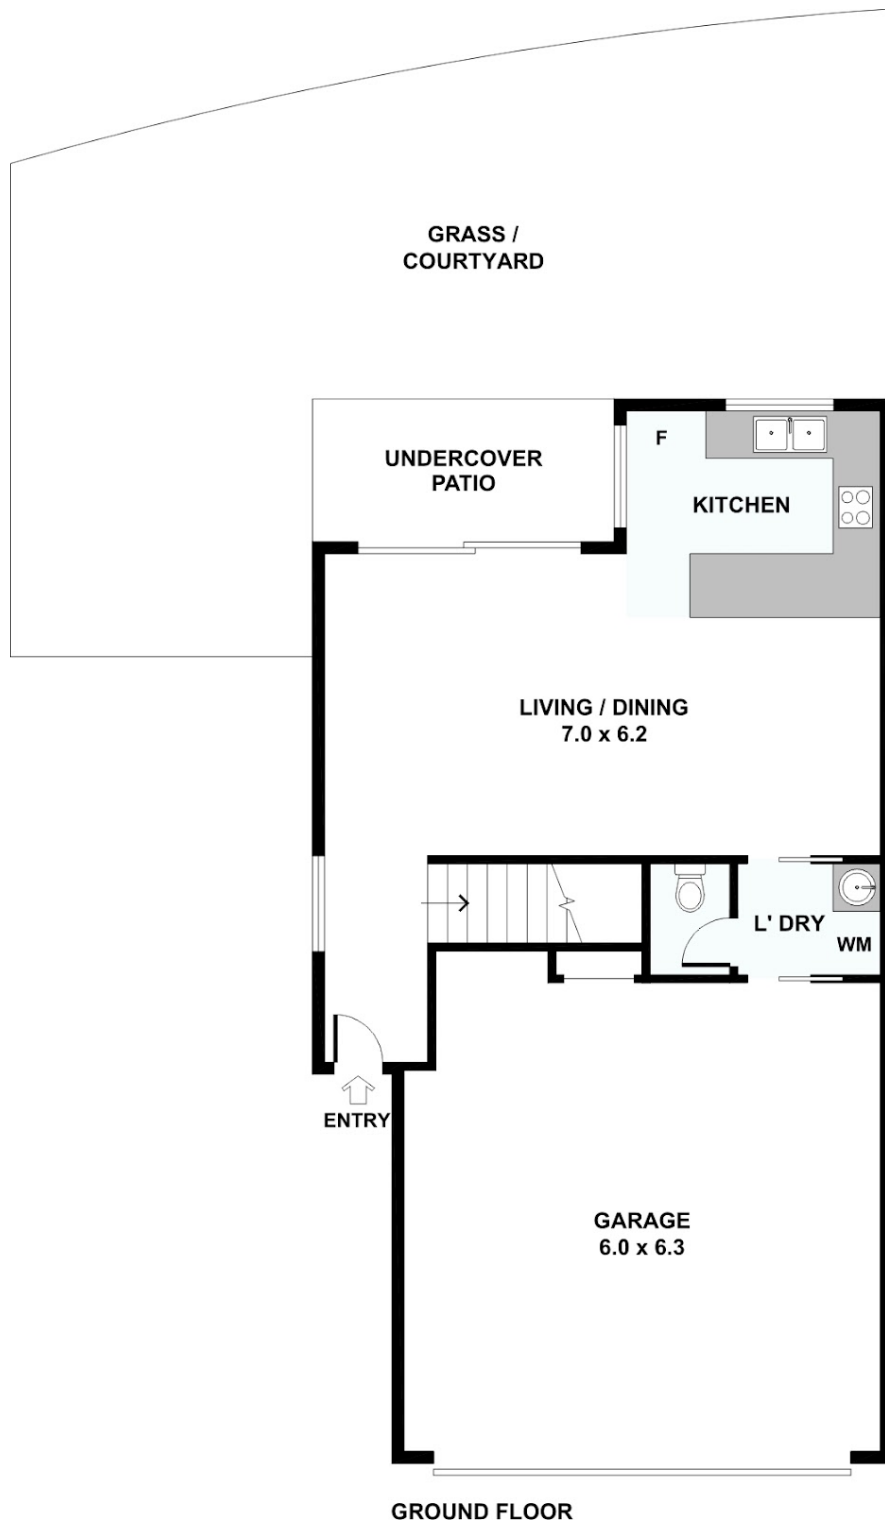 GRASS /
COURTYARD
UNDERCOVER
PATIO
F
KITCHEN
LIVING / DINING
7.0 x 6.2
L' DRY
WM
ENTRY
GARAGE
6.0 x 6.3
GROUND FLOOR